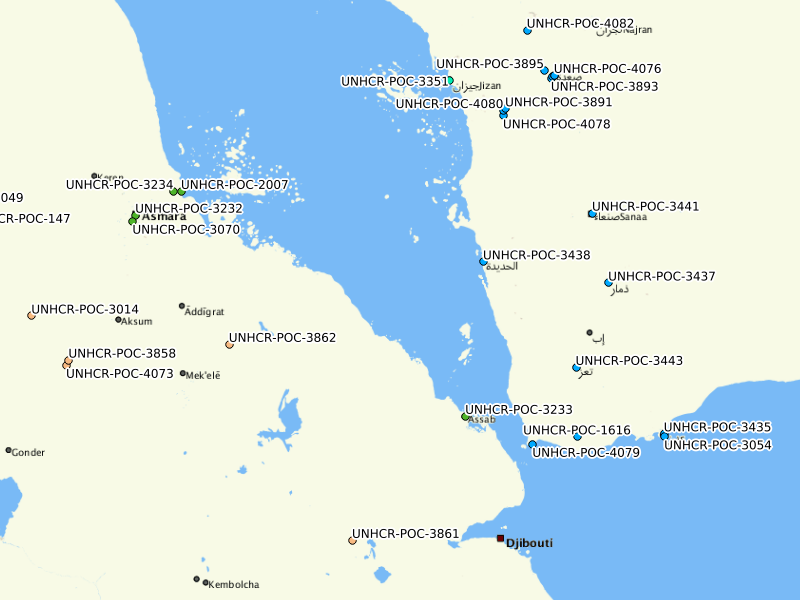 UNHCR-POC-4082
نجران Najran
UNHCR-POC-3895
UNHCR-POC-4076
صعدة
UNHCR-POC-3351
جيزان Jizan
UNHCR-POC-3893
UNHCR-POC-4080
UNHCR-POC-3891
UNHCR-POC-4078
Keren
UNHCR-POC-3234
UNHCR-POC-2007
049
CR-POC-147
UNHCR-POC-3232
Asmara
UNHCR-POC-3070
UNHCR-POC-3441
صنعاء Sanaa
UNHCR-POC-3438
الحديدة
UNHCR-POC-3437
ذمار
UNHCR-POC-3014
Aksum
Āddīgrat
UNHCR-POC-3862
إب
UNHCR-POC-3858
UNHCR-POC-4073
Mek'elē
UNHCR-POC-3443
تعز
UNHCR-POC-3233
Assab
UNHCR-POC-1616
UNHCR-POC-3435
UNHCR-POC-3054
UNHCR-POC-4079
Gonder
UNHCR-POC-3861
Djibouti
Kembolcha